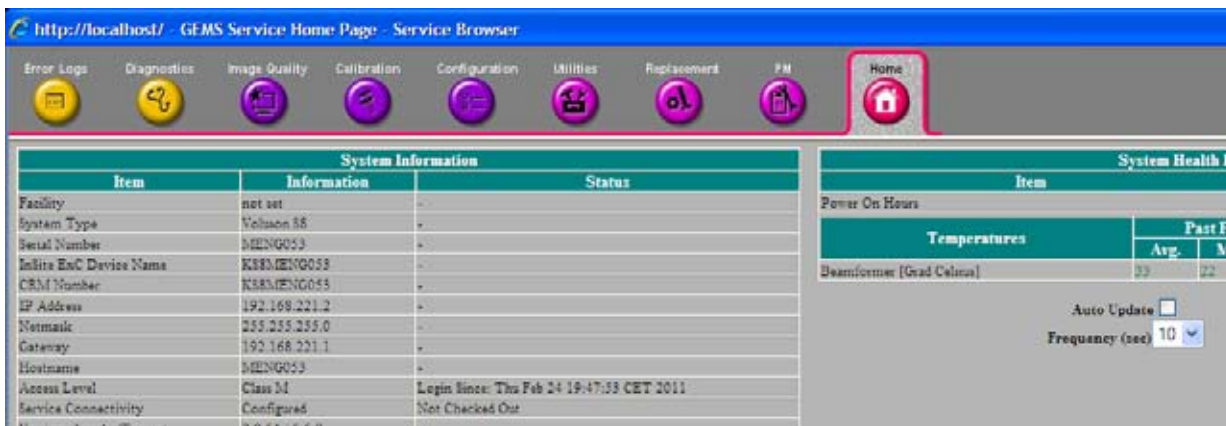 http://localhost/ - GEMS Service Home Page - Service Browser
Error Logs Diagnostics Image Quality Calibration Configuration Utilities Replacement PM Home
System Information
Item Information Status
Facility not set -
System Type Voluson S8 -
Serial Number MENG053 -
InSite ExC Device Name KS8MENG053
CRM Number KS8MENG053
IP Address 192.168.221.2 -
Netmask 255.255.255.0 -
Gateway 192.168.221.1 -
Hostname MENG053 -
Access Level Class M Login Since: Thu Feb 24 19:47:53 CET 2011
Service Connectivity Configured Not Checked Out
System Health
Item
Power On Hours
Temperatures Past
Avg. M
Beamformer [Grad Celsius] 33 22
Auto Update
Frequency (sec) 10